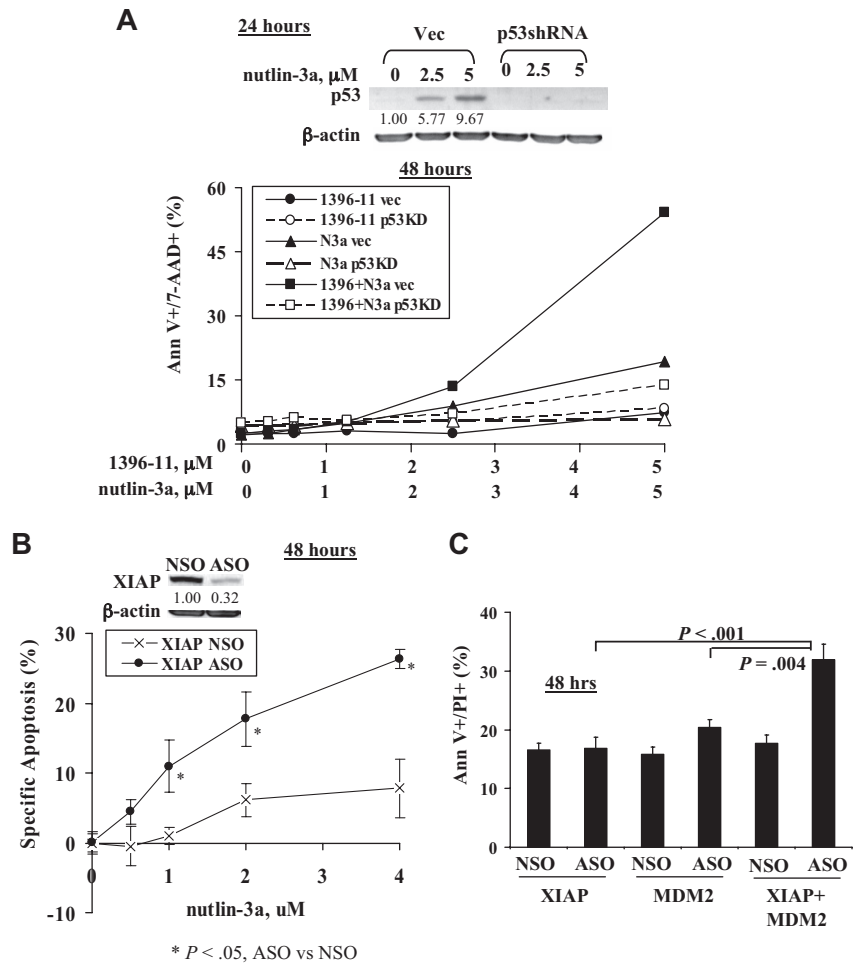 A
24 hours
Vec p53shRNA
nutlin-3a, μM 0 2.5 5 0 2.5 5
p53
1.00 5.77 9.67
β-actin
48 hours
60
45
30
15
0
Ann V+/7-AAD+ (%)
1396-11 vec
1396-11 p53KD
N3a vec
N3a p53KD
1396+N3a vec
1396+N3a p53KD
1396-11, μM 0 1 2 3 4 5
nutlin-3a, μM 0 1 2 3 4 5
B
48 hours
NSO ASO
XIAP
1.00 0.32
β-actin
30
20
10
0
-10
Specific Apoptosis (%)
XIAP NSO
XIAP ASO
*
*
*
0 1 2 3 4
nutlin-3a, uM
* P < .05, ASO vs NSO
C
40
30
20
10
0
Ann V+/PI+ (%)
P < .001
P = .004
48 hrs
NSO ASO NSO ASO NSO ASO
XIAP MDM2 XIAP+
MDM2